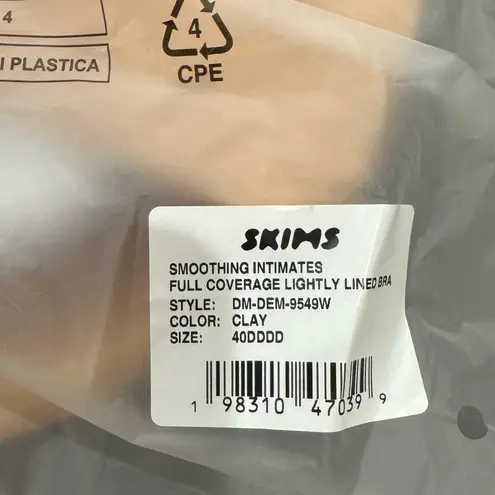 4
4
I PLASTICA
CPE
SKIMS
SMOOTHING INTIMATES
FULL COVERAGE LIGHTLY LINED BRA
STYLE: DM-DEM-9549W
COLOR: CLAY
SIZE: 40DDDD
1 98310 47039 9